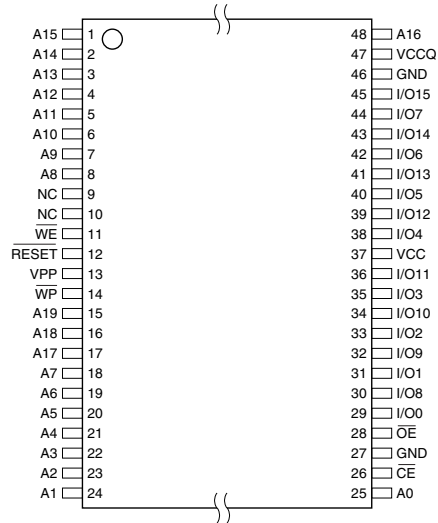 A15 1 48 A16
A14 2 47 VCCQ
A13 3 46 GND
A12 4 45 I/O15
A11 5 44 I/O7
A10 6 43 I/O14
A9 7 42 I/O6
A8 8 41 I/O13
NC 9 40 I/O5
NC 10 39 I/O12
WE 11 38 I/O4
RESET 12 37 VCC
VPP 13 36 I/O11
WP 14 35 I/O3
A19 15 34 I/O10
A18 16 33 I/O2
A17 17 32 I/O9
A7 18 31 I/O1
A6 19 30 I/O8
A5 20 29 I/O0
A4 21 28 OE
A3 22 27 GND
A2 23 26 CE
A1 24 25 A0